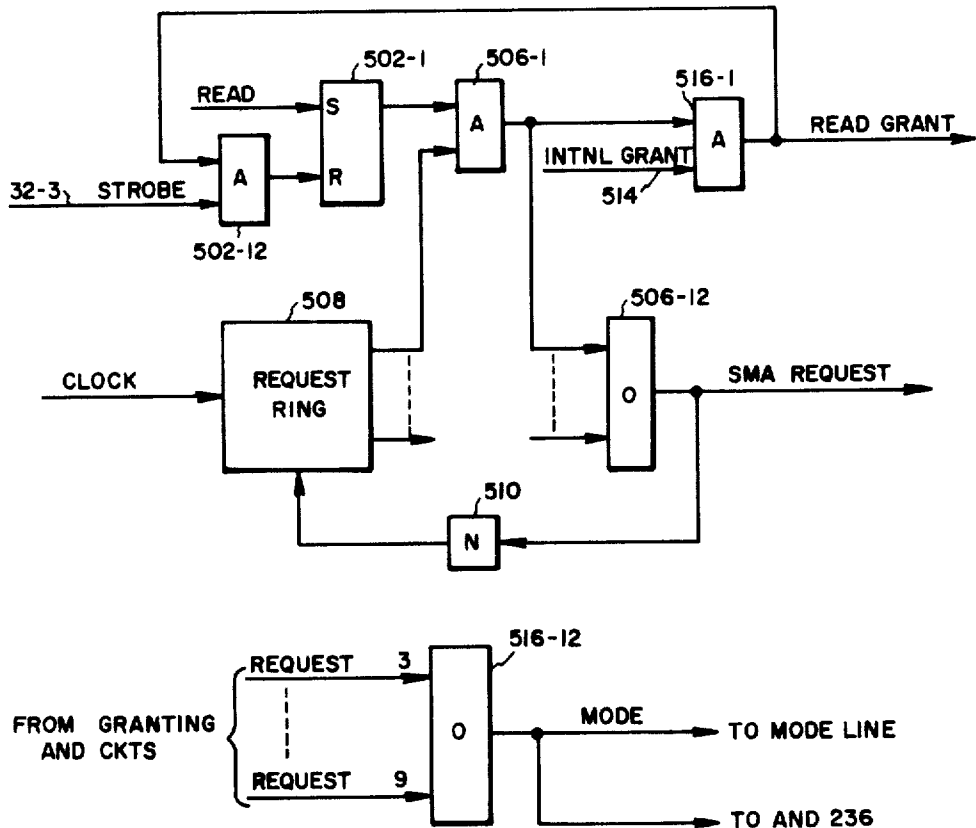 502-1
506-1
516-1
READ
S
A
A
READ GRANT
INTNL GRANT
514
A
R
32-3
STROBE
502-12
508
506-12
CLOCK
REQUEST
RING
O
SMA REQUEST
510
N
516-12
REQUEST 3
FROM GRANTING
AND CKTS
O
MODE
TO MODE LINE
REQUEST 9
TO AND 236